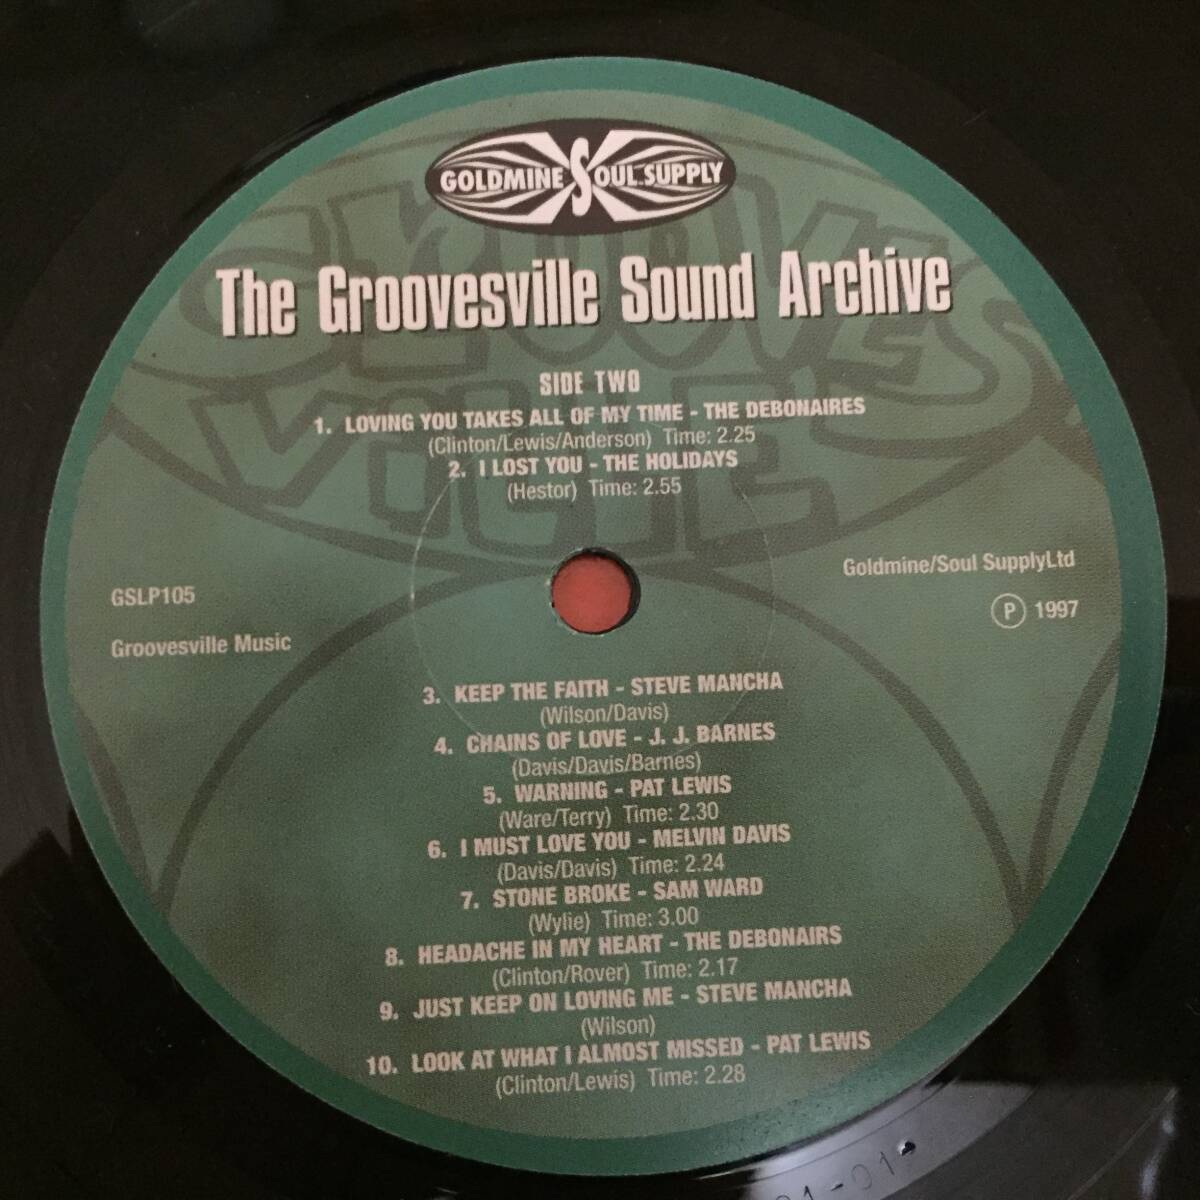 GOLDMINE SOUL SUPPLY
GROOVES
VILLE
The Groovesville Sound Archive
SIDE TWO
1. LOVING YOU TAKES ALL OF MY TIME - THE DEBONAIRES
(Clinton/Lewis/Anderson) Time: 2.25
2. I LOST YOU - THE HOLIDAYS
(Hestor) Time: 2.55
GSLP105
Groovesville Music
Goldmine/Soul SupplyLtd
℗ 1997
3. KEEP THE FAITH - STEVE MANCHA
(Wilson/Davis)
4. CHAINS OF LOVE - J. J. BARNES
(Davis/Davis/Barnes)
5. WARNING - PAT LEWIS
(Ware/Terry) Time: 2.30
6. I MUST LOVE YOU - MELVIN DAVIS
(Davis/Davis) Time: 2.24
7. STONE BROKE - SAM WARD
(Wylie) Time: 3.00
8. HEADACHE IN MY HEART - THE DEBONAIRS
(Clinton/Rover) Time: 2.17
9. JUST KEEP ON LOVING ME - STEVE MANCHA
(Wilson)
10. LOOK AT WHAT I ALMOST MISSED - PAT LEWIS
(Clinton/Lewis) Time: 2.28